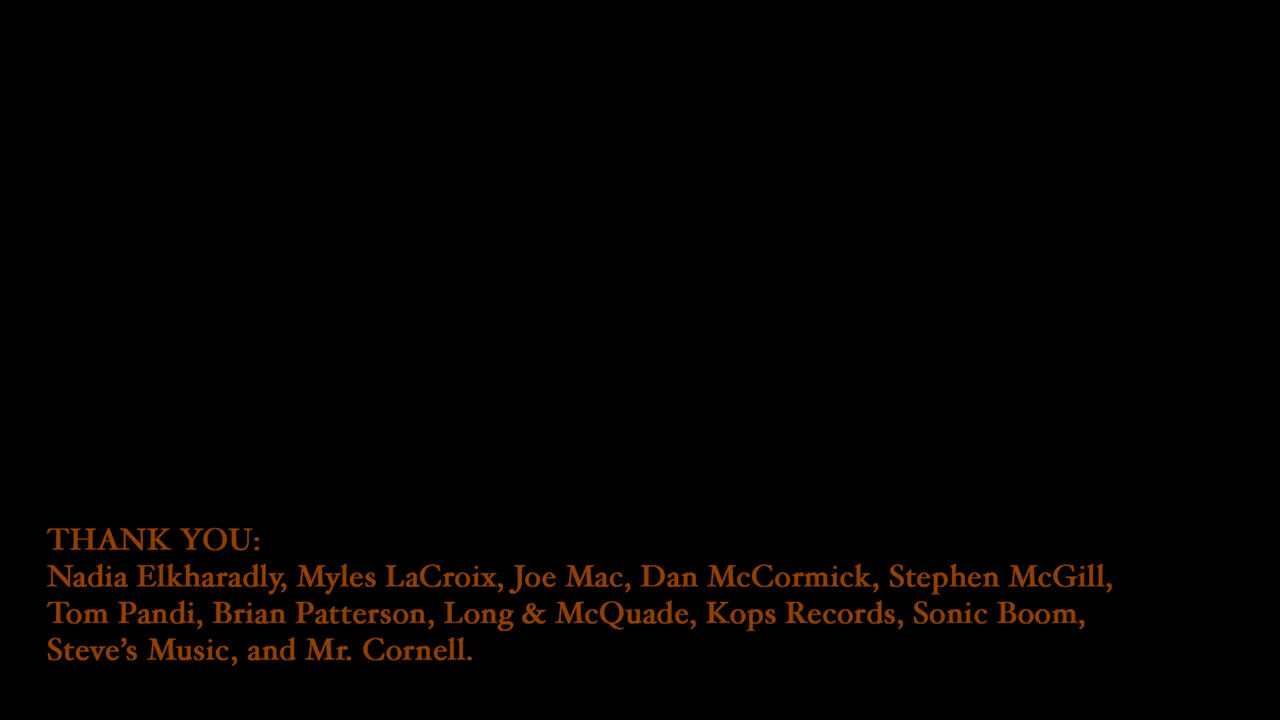 THANK YOU:
Nadia Elkharadly, Myles LaCroix, Joe Mac, Dan McCormick, Stephen McGill,
Tom Pandi, Brian Patterson, Long & McQuade, Kops Records, Sonic Boom,
Steve’s Music, and Mr. Cornell.